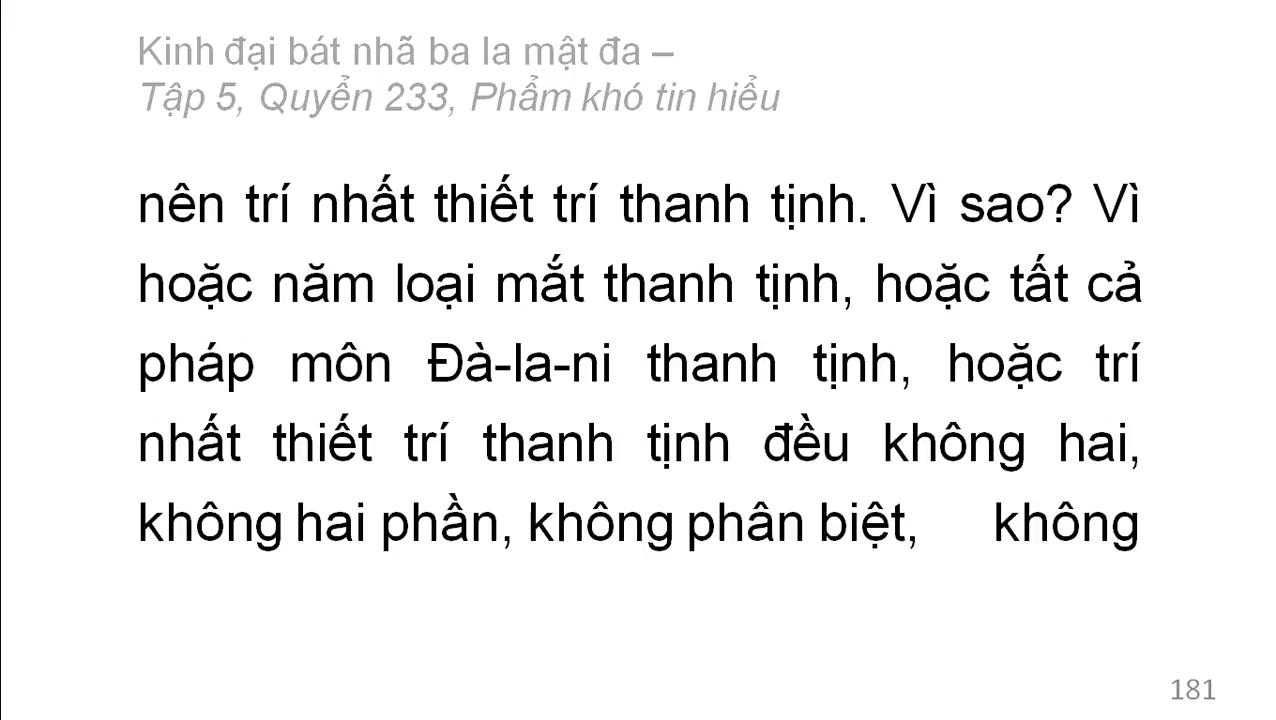 Kinh đại bát nhã ba la mật đa –
Tập 5, Quyển 233, Phẩm khó tin hiểu
nên trí nhất thiết trí thanh tịnh. Vì sao? Vì
hoặc năm loại mắt thanh tịnh, hoặc tất cả
pháp môn Đà-la-ni thanh tịnh, hoặc trí
nhất thiết trí thanh tịnh đều không hai,
không hai phần, không phân biệt, không
181